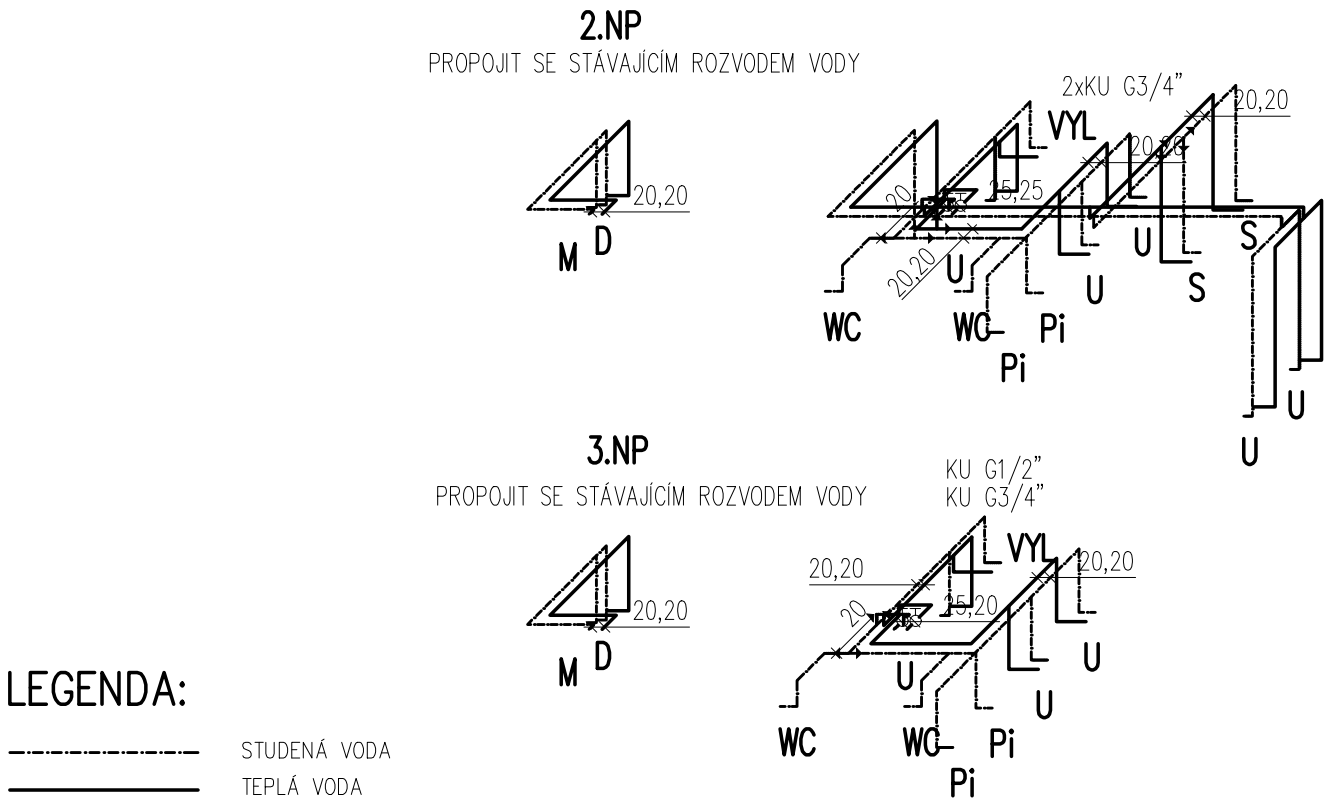 2.NP
PROPOJIT SE STÁVAJÍCÍM ROZVODEM VODY
2xKU G3/4"
20,20
VYL
20,20
20,20
20
25,25
M
D
20,20
U
U
U
S
S
WC
WC
Pi
Pi
U
U
3.NP
PROPOJIT SE STÁVAJÍCÍM ROZVODEM VODY
KU G1/2"
KU G3/4"
VYL
20,20
20,20
20,20
20
25,20
M
D
U
U
U
WC
WC
Pi
Pi
LEGENDA:
STUDENÁ VODA
TEPLÁ VODA